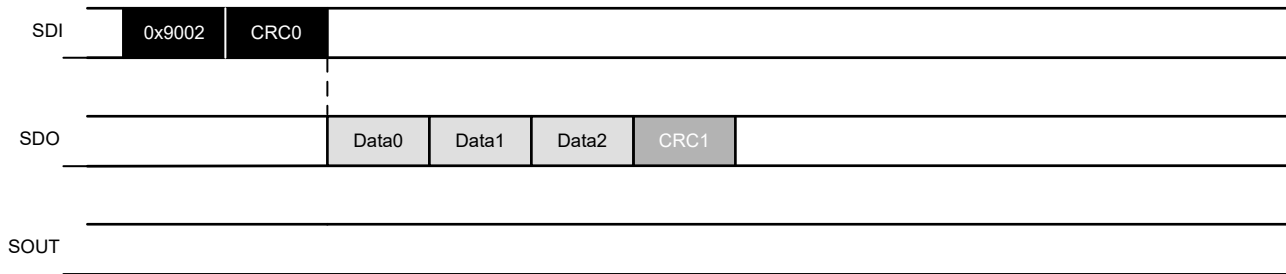 SDI 0x9002 CRC0
SDO Data0 Data1 Data2 CRC1
SOUT